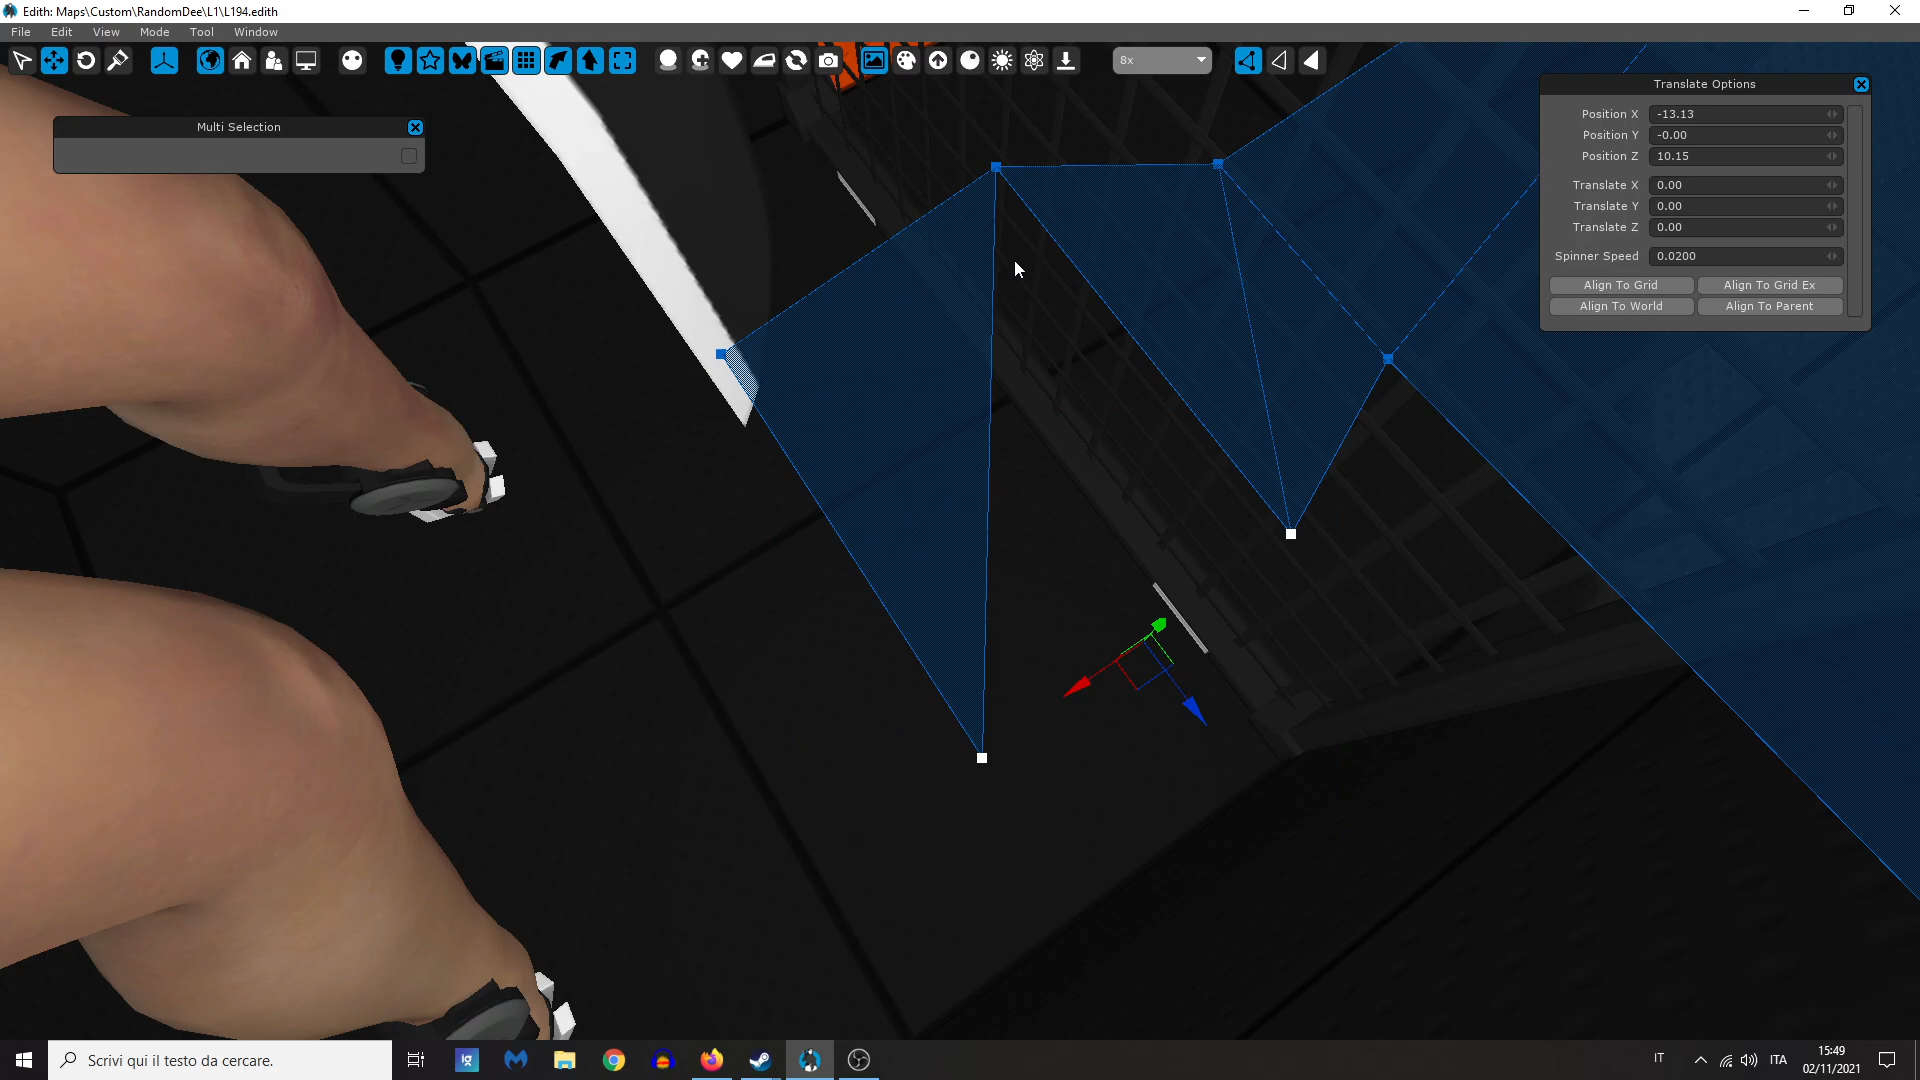 Edith: Maps\Custom\RandomDee\L1\L194.edith
File Edit View Mode Tool Window
8x
Translate Options
Position X -13.13
Position Y -0.00
Position Z 10.15
Translate X 0.00
Translate Y 0.00
Translate Z 0.00
Spinner Speed 0.0200
Align To Grid Align To Grid Ex
Align To World Align To Parent
Multi Selection
Scrivi qui il testo da cercare.
IT
ITA
15:49
02/11/2021